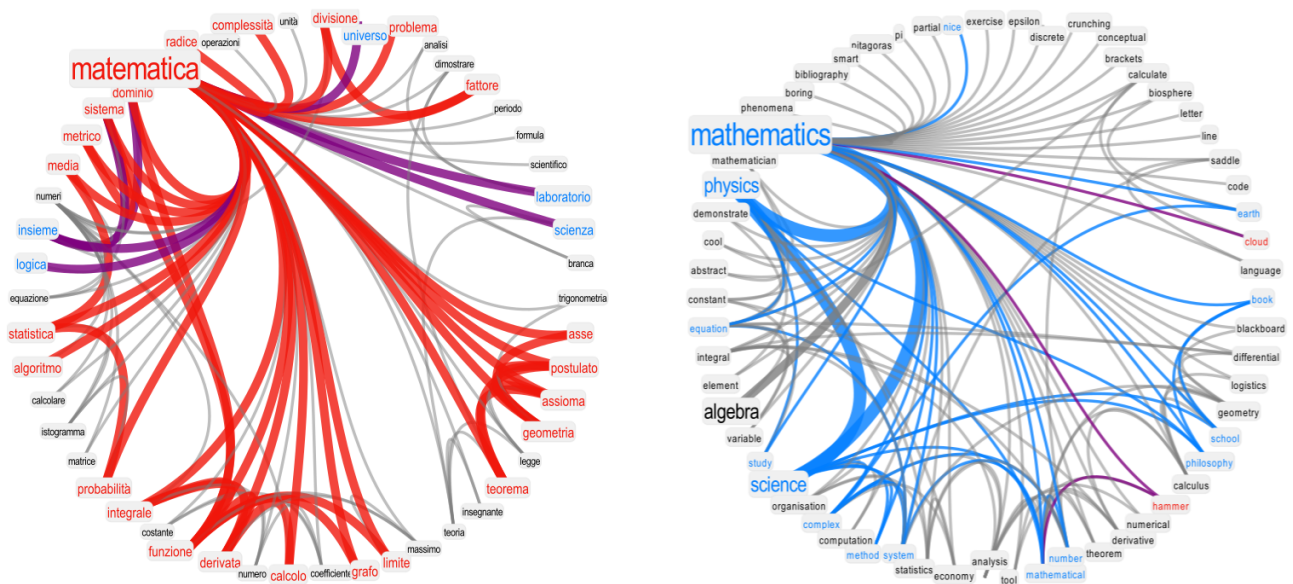 complessità
unità
divisione
universo
problema
radice
operazioni
analisi
matematica
dimostrare
dominio
fattore
sistema
periodo
metrico
formula
media
scientifico
numeri
laboratorio
insieme
scienza
logica
branca
equazione
trigonometria
statistica
asse
algoritmo
postulato
calcolare
assioma
istogramma
geometria
matrice
legge
probabilità
teorema
integrale
insegnante
costante
teoria
funzione
massimo
derivata
limite
numero
calcolo
coefficiente
grafo
pi
partial
nice
exercise
epsilon
discrete
crunching
conceptual
pitagoras
smart
brackets
bibliography
calculate
boring
biosphere
phenomena
letter
mathematics
line
mathematician
saddle
physics
code
demonstrate
earth
cool
cloud
abstract
language
constant
book
equation
blackboard
integral
differential
element
logistics
algebra
geometry
variable
school
study
philosophy
science
calculus
organisation
hammer
complex
numerical
computation
derivative
method
system
theorem
statistics
number
economy
analysis
mathematical
tool